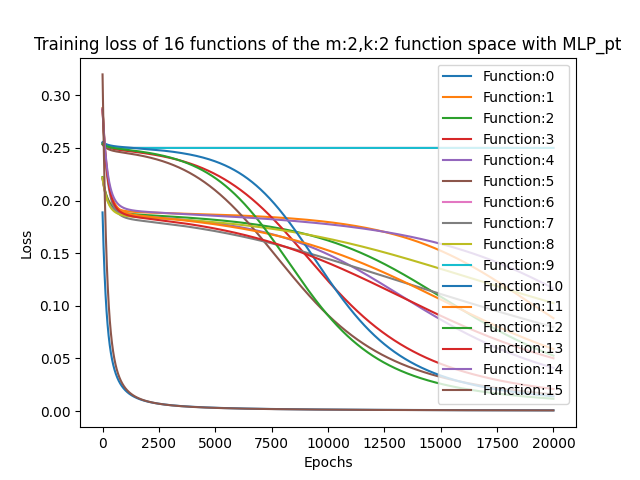 Training loss of 16 functions of the m:2,k:2 function space with MLP_pt
Loss
0.30
0.25
0.20
0.15
0.10
0.05
0.00
0
2500
5000
7500
10000
12500
15000
17500
20000
Epochs
Function:0
Function:1
Function:2
Function:3
Function:4
Function:5
Function:6
Function:7
Function:8
Function:9
Function:10
Function:11
Function:12
Function:13
Function:14
Function:15